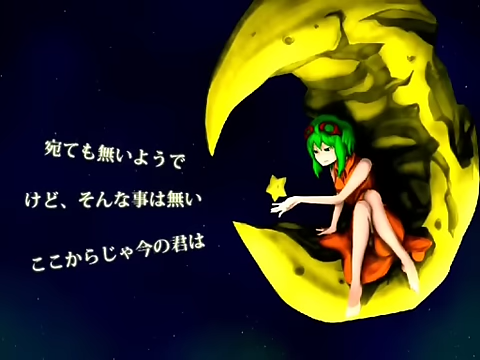 宛ても無いようで
けど、そんな事は無い
ここからじゃ今の君は